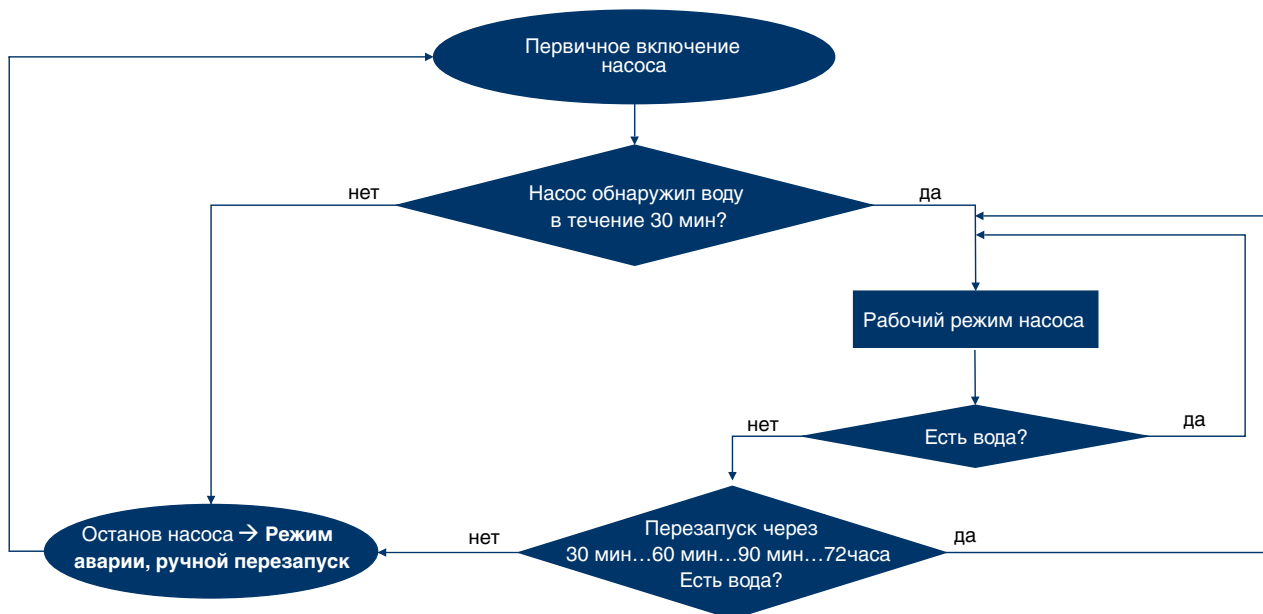 Первичное включение
насоса
нет
Насос обнаружил воду
в течение 30 мин?
да
Рабочий режим насоса
нет
Есть вода?
да
Останов насоса → Режим
аварии, ручной перезапуск
нет
Перезапуск через
30 мин...60 мин...90 мин...72часа
Есть вода?
да